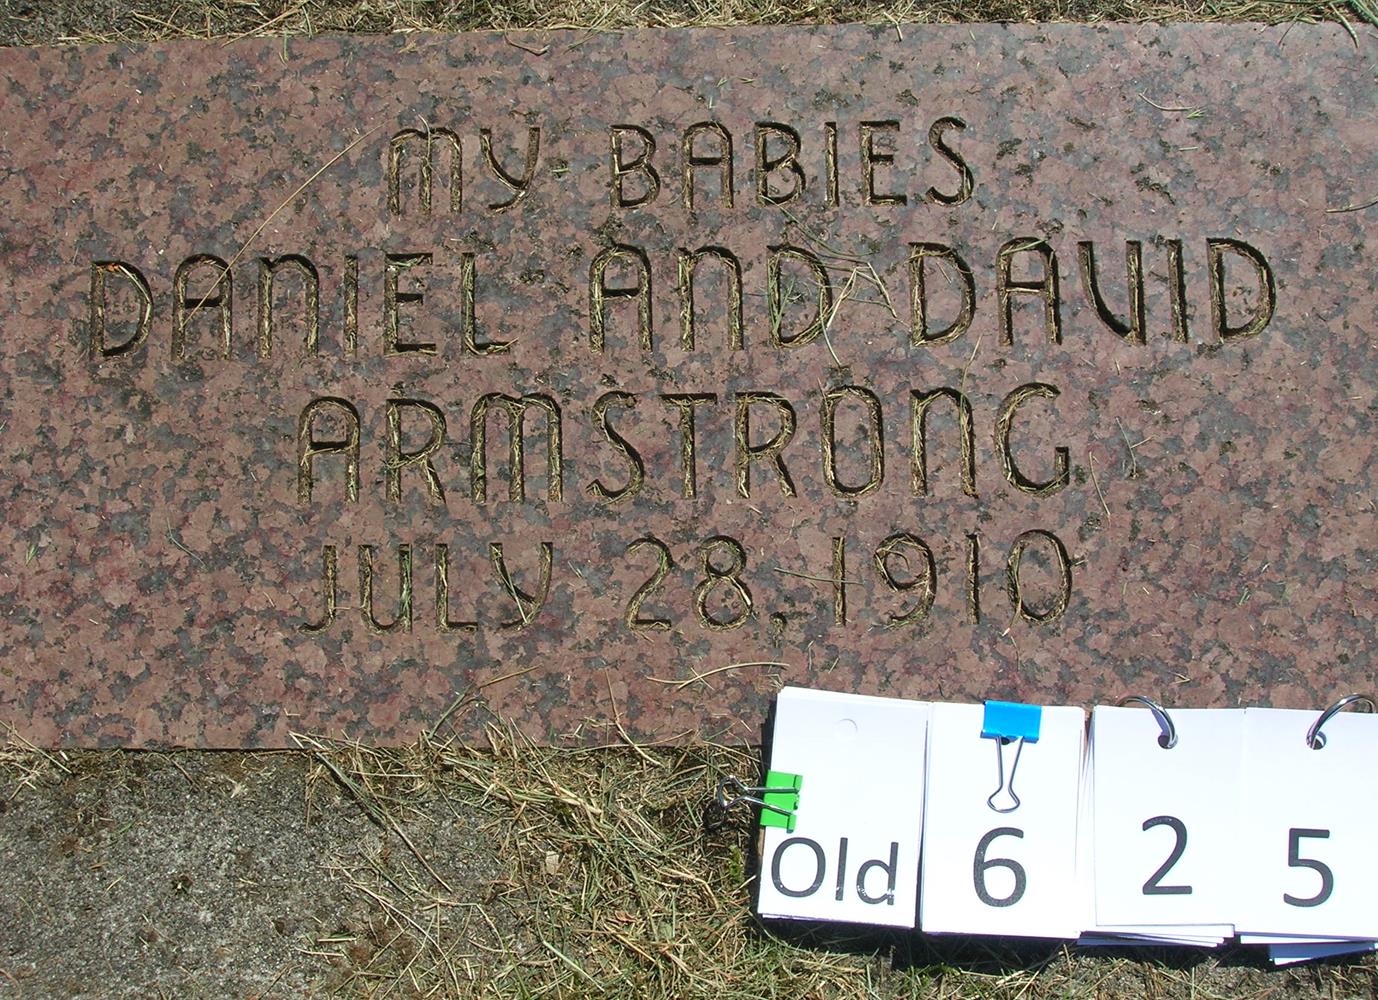 MY BABIES
DANIEL AND DAVID
ARMSTRONG
JULY 28, 1910
Old 6 2 5